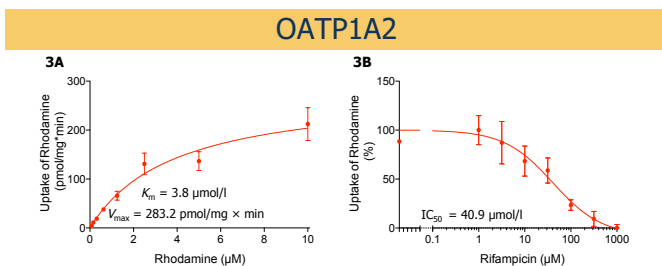 OATP1A2
3A
Uptake of Rhodamine
(pmol/mg*min)
300
200
100
0
0
2
4
6
8
10
Km = 3.8 µmol/l
Vmax = 283.2 pmol/mg × min
Rhodamine (µM)
3B
Uptake of Rhodamine
(%)
150
100
50
0
0.1
1
10
100
1000
IC50 = 40.9 µmol/l
Rifampicin (µM)